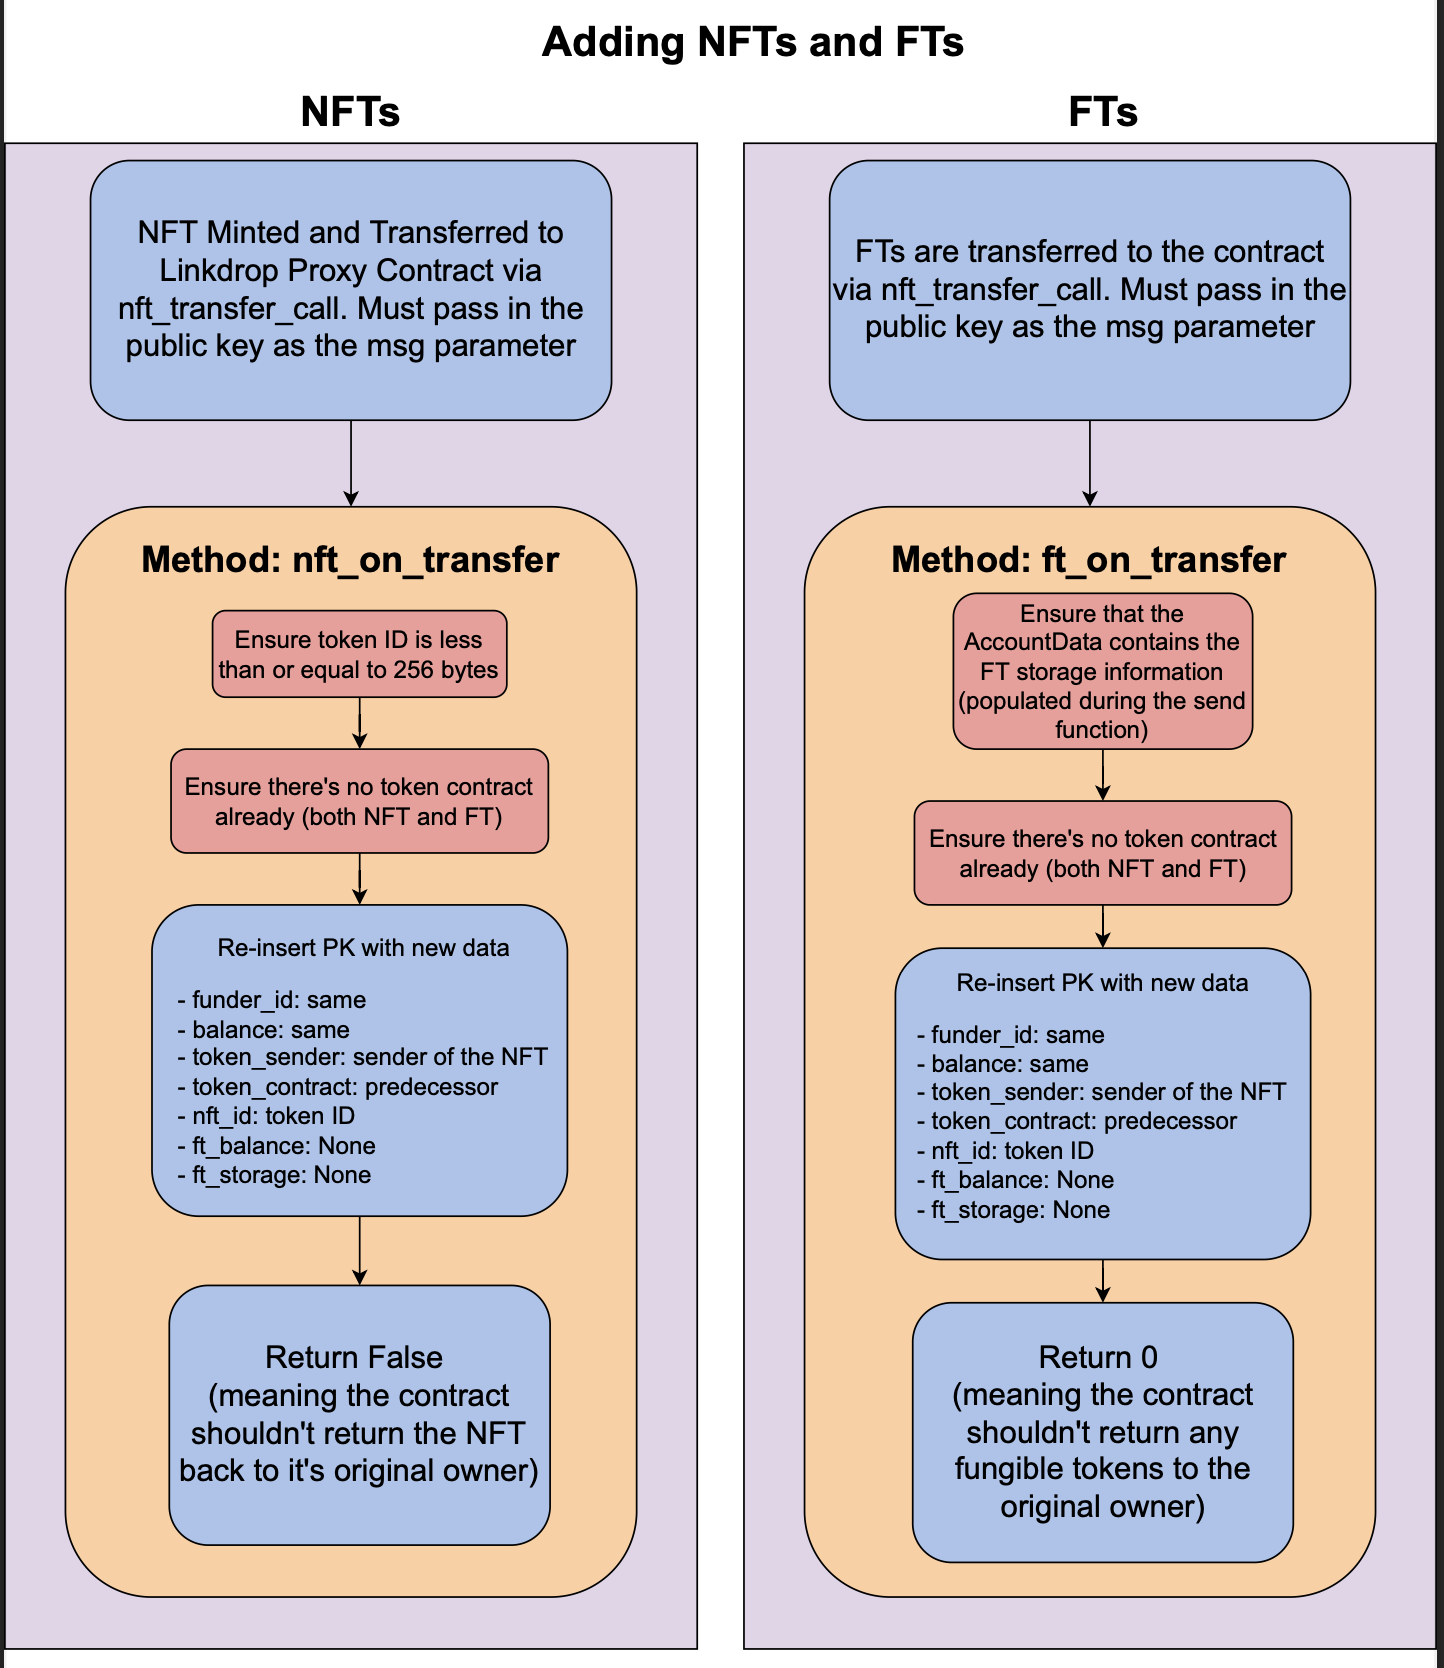 Adding NFTs and FTs
NFTs
NFT Minted and Transferred to
Linkdrop Proxy Contract via
nft_transfer_call. Must pass in the
public key as the msg parameter
Method: nft_on_transfer
Ensure token ID is less
than or equal to 256 bytes
Ensure there's no token contract
already (both NFT and FT)
Re-insert PK with new data
- funder_id: same
- balance: same
- token_sender: sender of the NFT
- token_contract: predecessor
- nft_id: token ID
- ft_balance: None
- ft_storage: None
Return False
(meaning the contract
shouldn't return the NFT
back to it's original owner)
FTs
FTs are transferred to the contract
via nft_transfer_call. Must pass in the
public key as the msg parameter
Method: ft_on_transfer
Ensure that the
AccountData contains the
FT storage information
(populated during the send
function)
Ensure there's no token contract
already (both NFT and FT)
Re-insert PK with new data
- funder_id: same
- balance: same
- token_sender: sender of the NFT
- token_contract: predecessor
- nft_id: token ID
- ft_balance: None
- ft_storage: None
Return 0
(meaning the contract
shouldn't return any
fungible tokens to the
original owner)